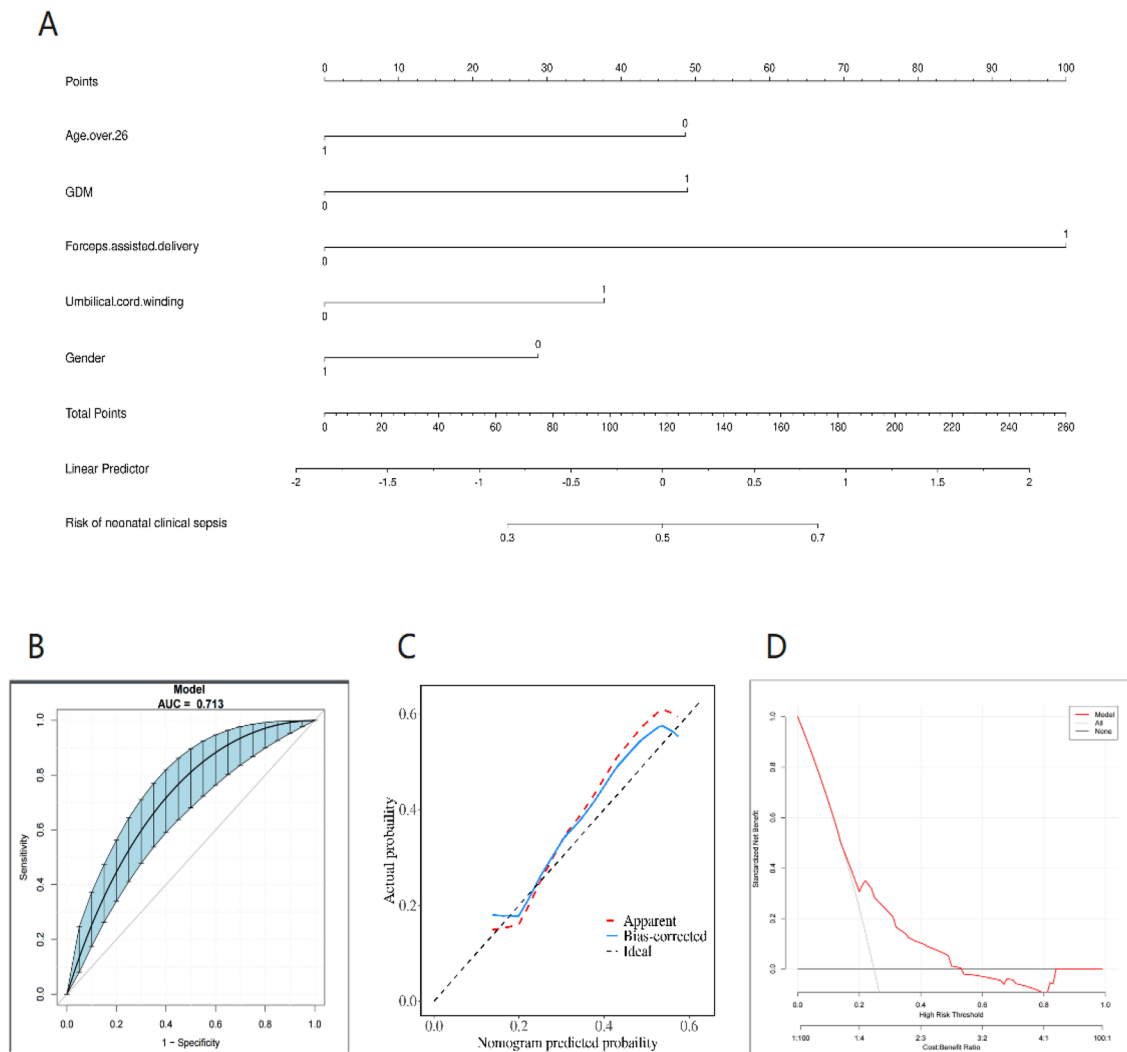 A
Points
0 10 20 30 40 50 60 70 80 90 100
Age.over.26
0
1
GDM
1
0
Forceps.assisted.delivery
1
0
Umbilical.cord.winding
1
0
Gender
0
1
Total Points
0 20 40 60 80 100 120 140 160 180 200 220 240 260
Linear Predictor
-2 -1.5 -1 -0.5 0 0.5 1 1.5 2
Risk of neonatal clinical sepsis
0.3 0.5 0.7
B
Model
AUC = 0.713
1.0
0.8
0.6
0.4
0.2
0.0
Sensitivity
0.0 0.2 0.4 0.6 0.8 1.0
1 − Specificity
C
0.6
0.4
0.2
0.0
Actual probaility
Apparent
Bias-corrected
Ideal
0.0 0.2 0.4 0.6
Nomogram predicted probaility
D
Model
All
None
1.0
0.8
0.6
0.4
0.2
0.0
Standardized Net Benefit
0.0 0.2 0.4 0.6 0.8 1.0
High Risk Threshold
1:100 1:4 2:3 3:2 4:1 100:1
Cost:Benefit Ratio